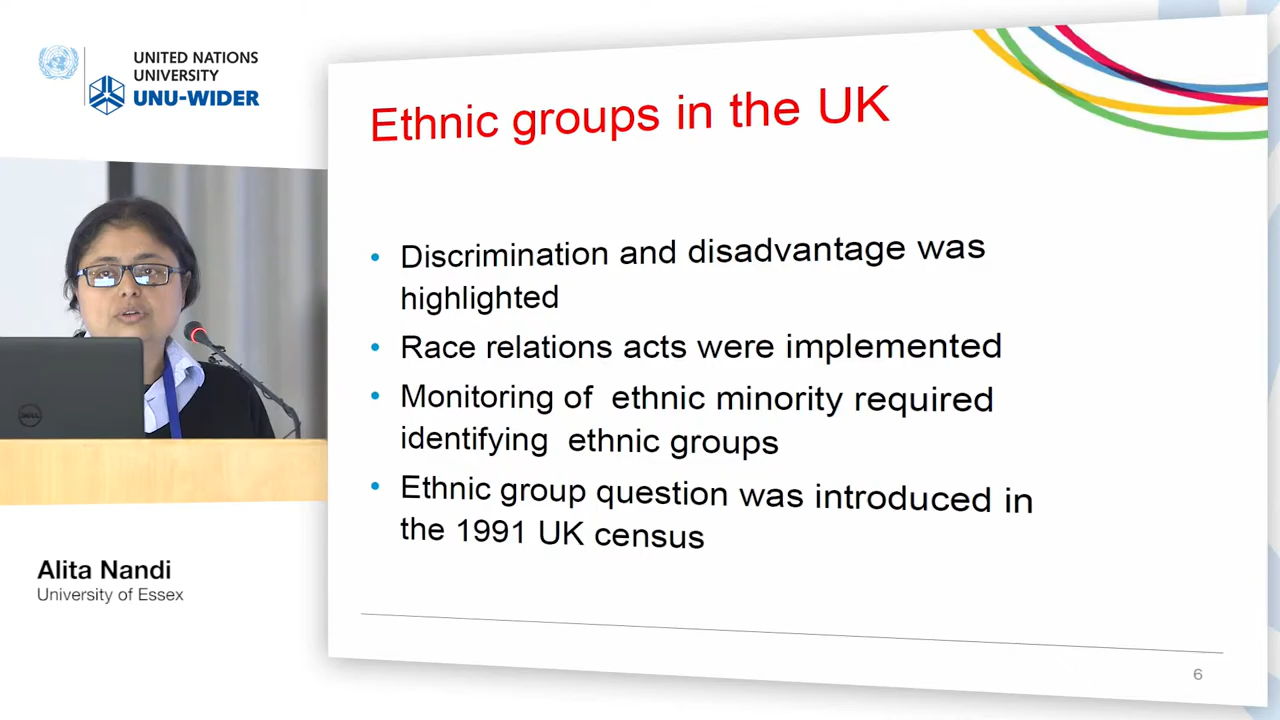 UNITED NATIONS
UNIVERSITY
UNU-WIDER
Ethnic groups in the UK
• Discrimination and disadvantage was
highlighted
• Race relations acts were implemented
• Monitoring of ethnic minority required
identifying ethnic groups
• Ethnic group question was introduced in
the 1991 UK census
DELL
Alita Nandi
University of Essex
6